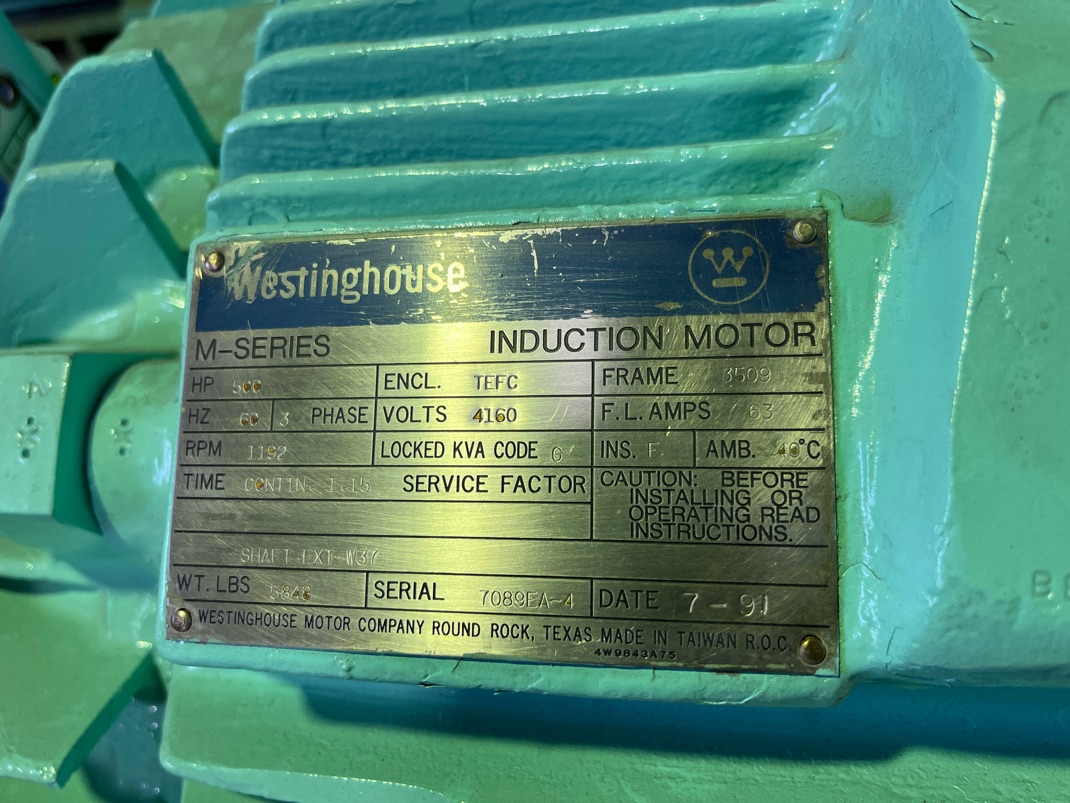 Westinghouse W
M-SERIES INDUCTION MOTOR
HP 500 ENCL. TEFC FRAME 3509
HZ 60 3 PHASE VOLTS 4160 F.L. AMPS 63
RPM 1192 LOCKED KVA CODE G INS. F AMB. 40°C
TIME CONTIN. 1.15 SERVICE FACTOR CAUTION: BEFORE
INSTALLING OR
OPERATING READ
INSTRUCTIONS.
SHAFT EXT-W37
WT. LBS 5848 SERIAL 7089EA-4 DATE 7-91
WESTINGHOUSE MOTOR COMPANY ROUND ROCK, TEXAS MADE IN TAIWAN R.O.C.
4W9843A75